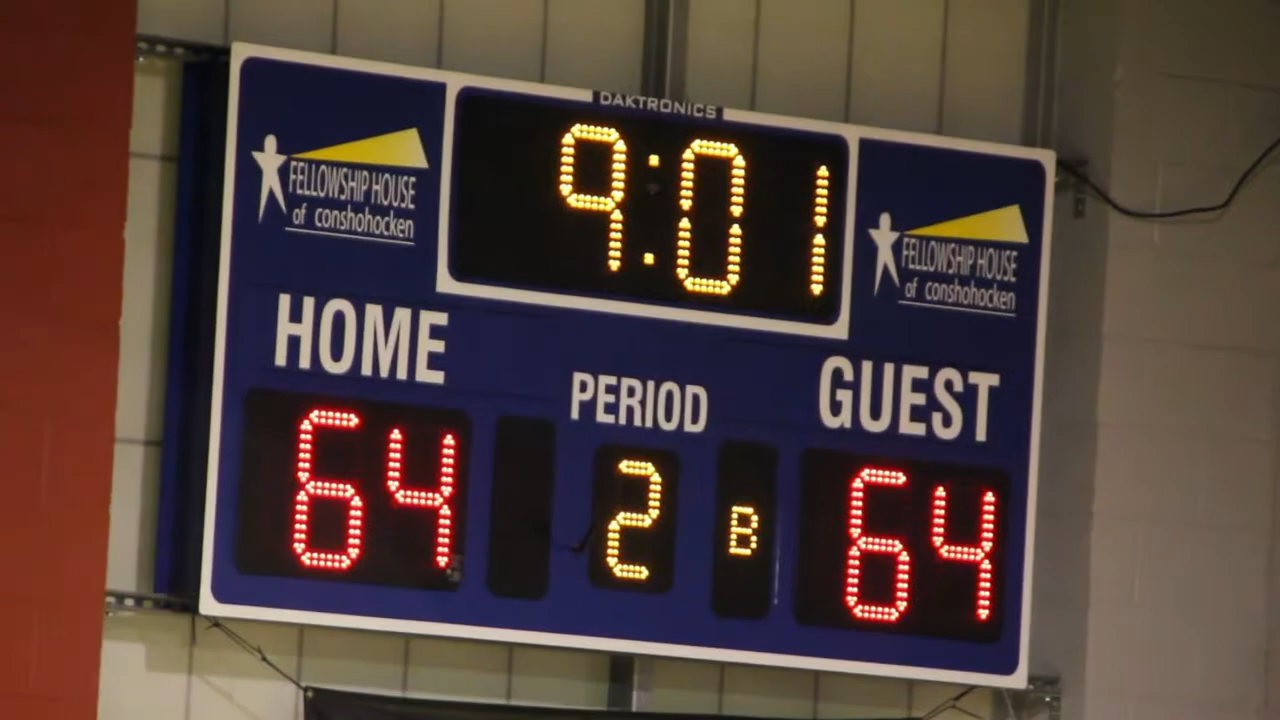 DAKTRONICS
9:01
FELLOWSHIP HOUSE
of conshohocken
FELLOWSHIP HOUSE
of conshohocken
HOME
PERIOD
GUEST
64
2
B
64